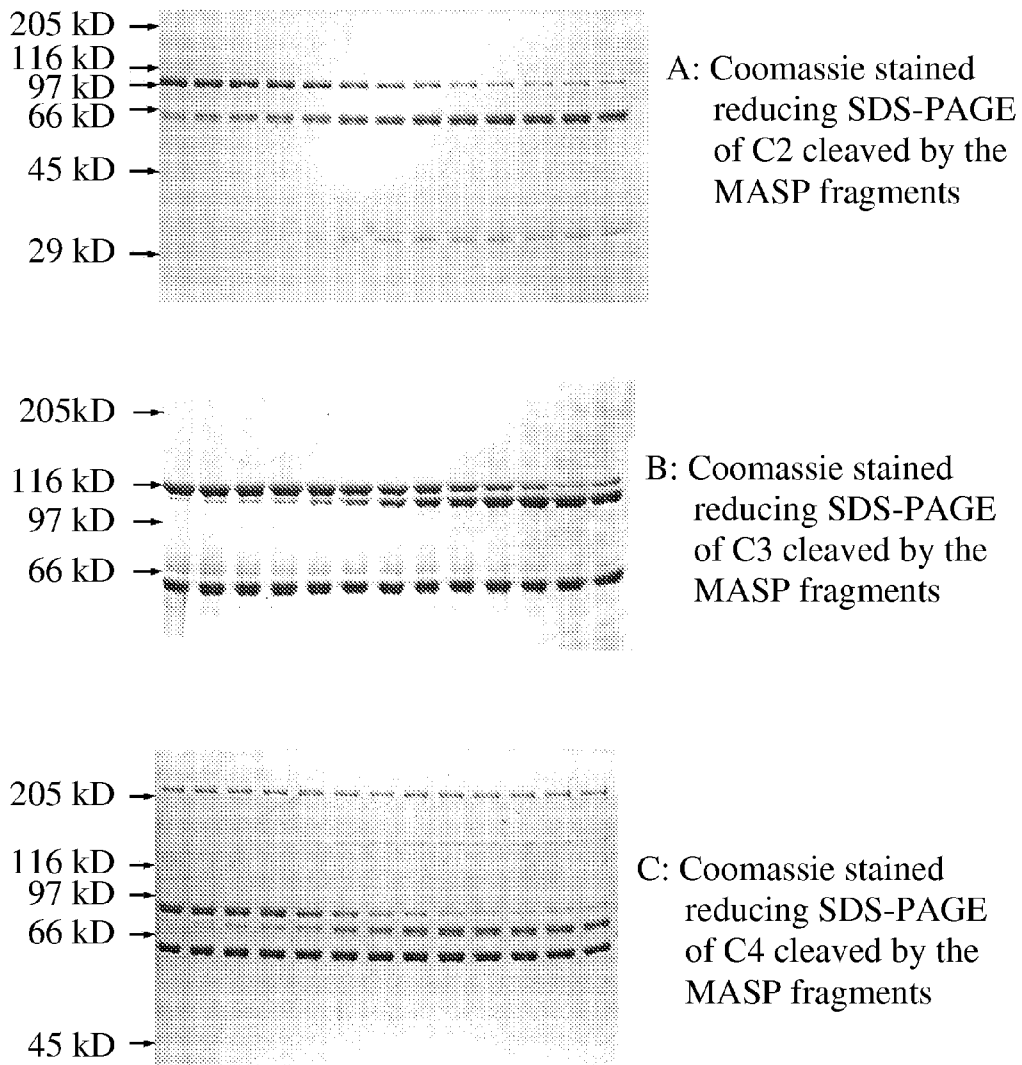 205 kD
116 kD
97 kD
66 kD
45 kD
29 kD
A: Coomassie stained
reducing SDS-PAGE
of C2 cleaved by the
MASP fragments
205kD
116 kD
97 kD
66 kD
B: Coomassie stained
reducing SDS-PAGE
of C3 cleaved by the
MASP fragments
205 kD
116 kD
97 kD
66 kD
45 kD
C: Coomassie stained
reducing SDS-PAGE
of C4 cleaved by the
MASP fragments